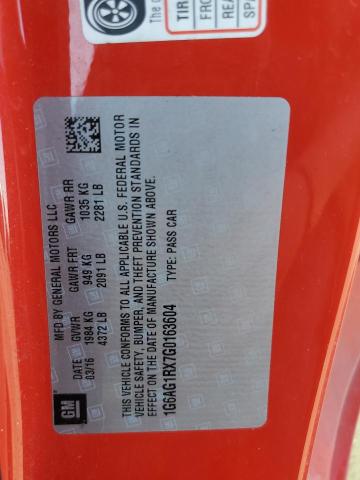 The c
TIR
FRO
REA
SPA
MFD BY GENERAL MOTORS LLC
DATE GVWR GAWR FRT GAWR RR
03/16 1984 KG 949 KG 1035 KG
4372 LB 2091 LB 2281 LB
THIS VEHICLE CONFORMS TO ALL APPLICABLE U.S. FEDERAL MOTOR
VEHICLE SAFETY, BUMPER, AND THEFT PREVENTION STANDARDS IN
EFFECT ON THE DATE OF MANUFACTURE SHOWN ABOVE.
1G6AG1RX7G0163604 TYPE: PASS CAR
GM